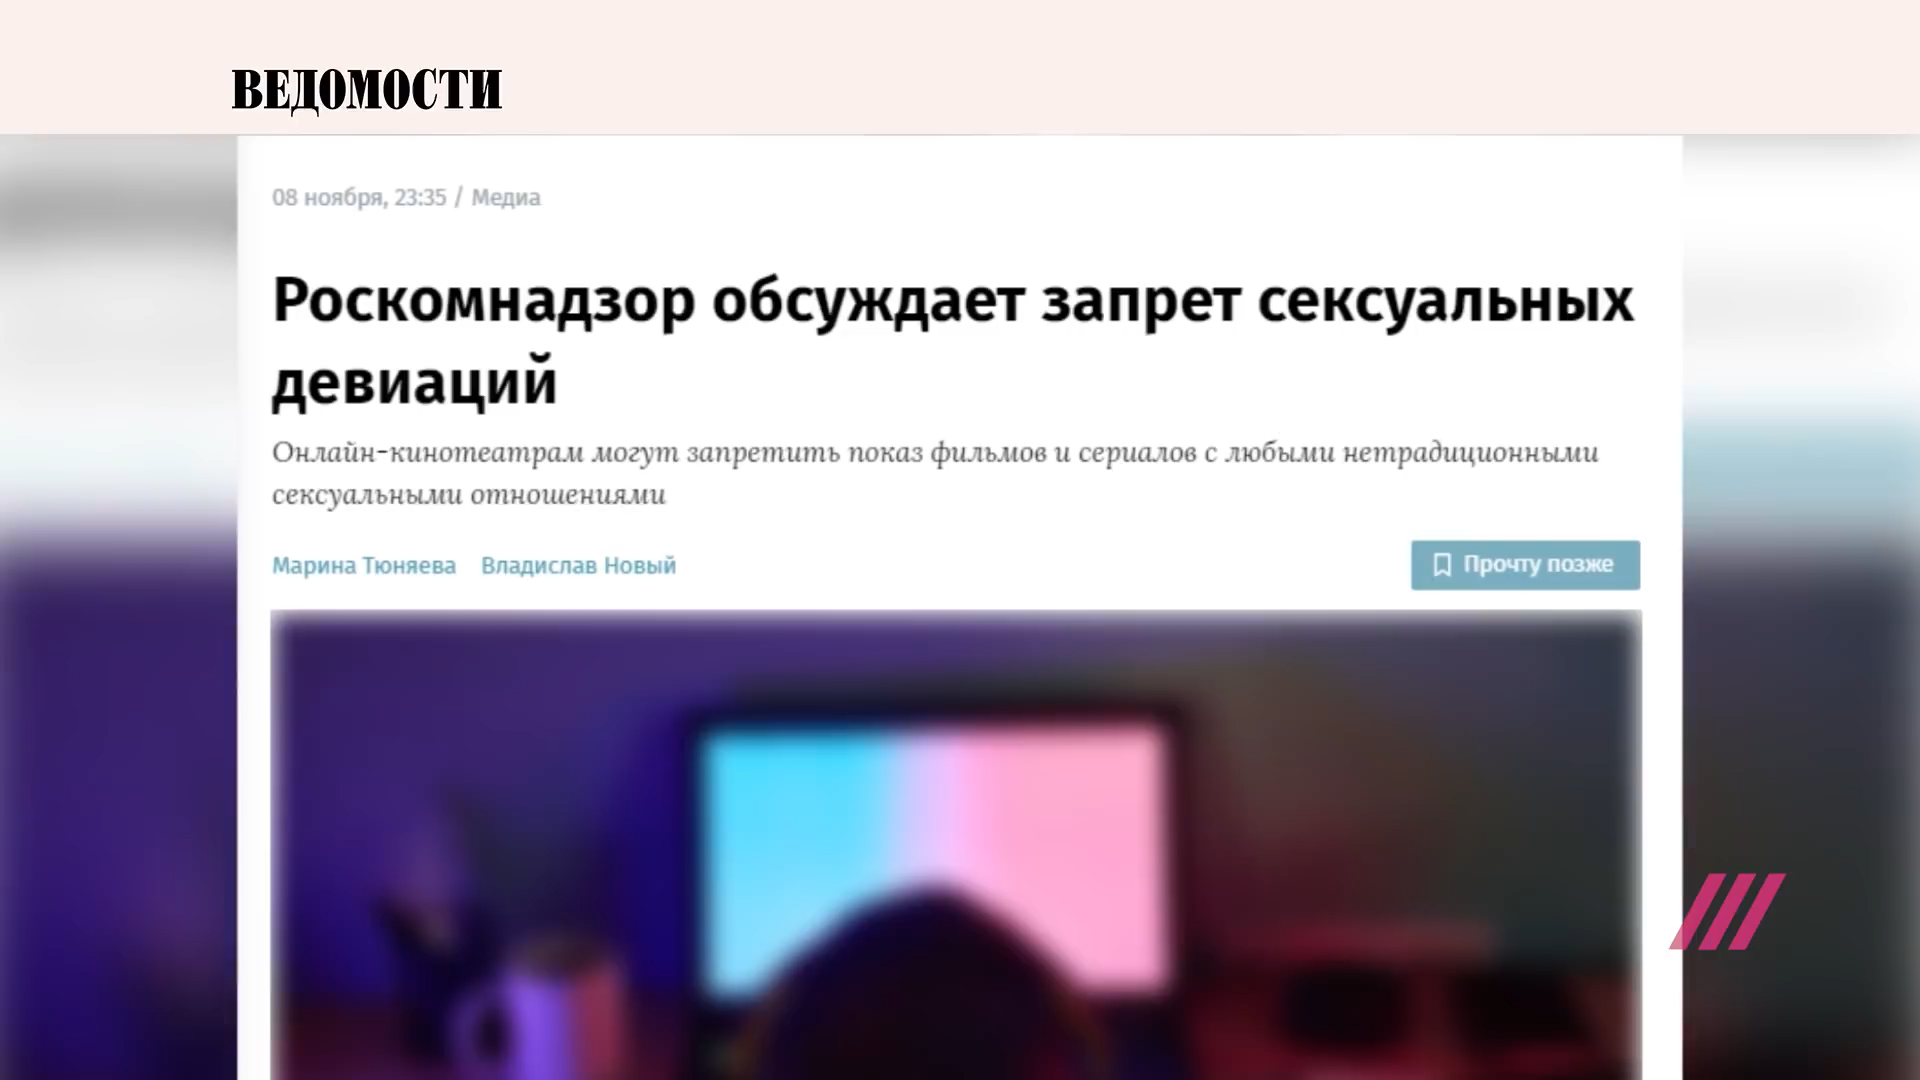 ВЕДОМОСТИ
08 ноября, 23:35 / Медиа
Роскомнадзор обсуждает запрет сексуальных
девиаций
Онлайн-кинотеатрам могут запретить показ фильмов и сериалов с любыми нетрадиционными
сексуальными отношениями
Марина Тюняева Владислав Новый
Прочту позже